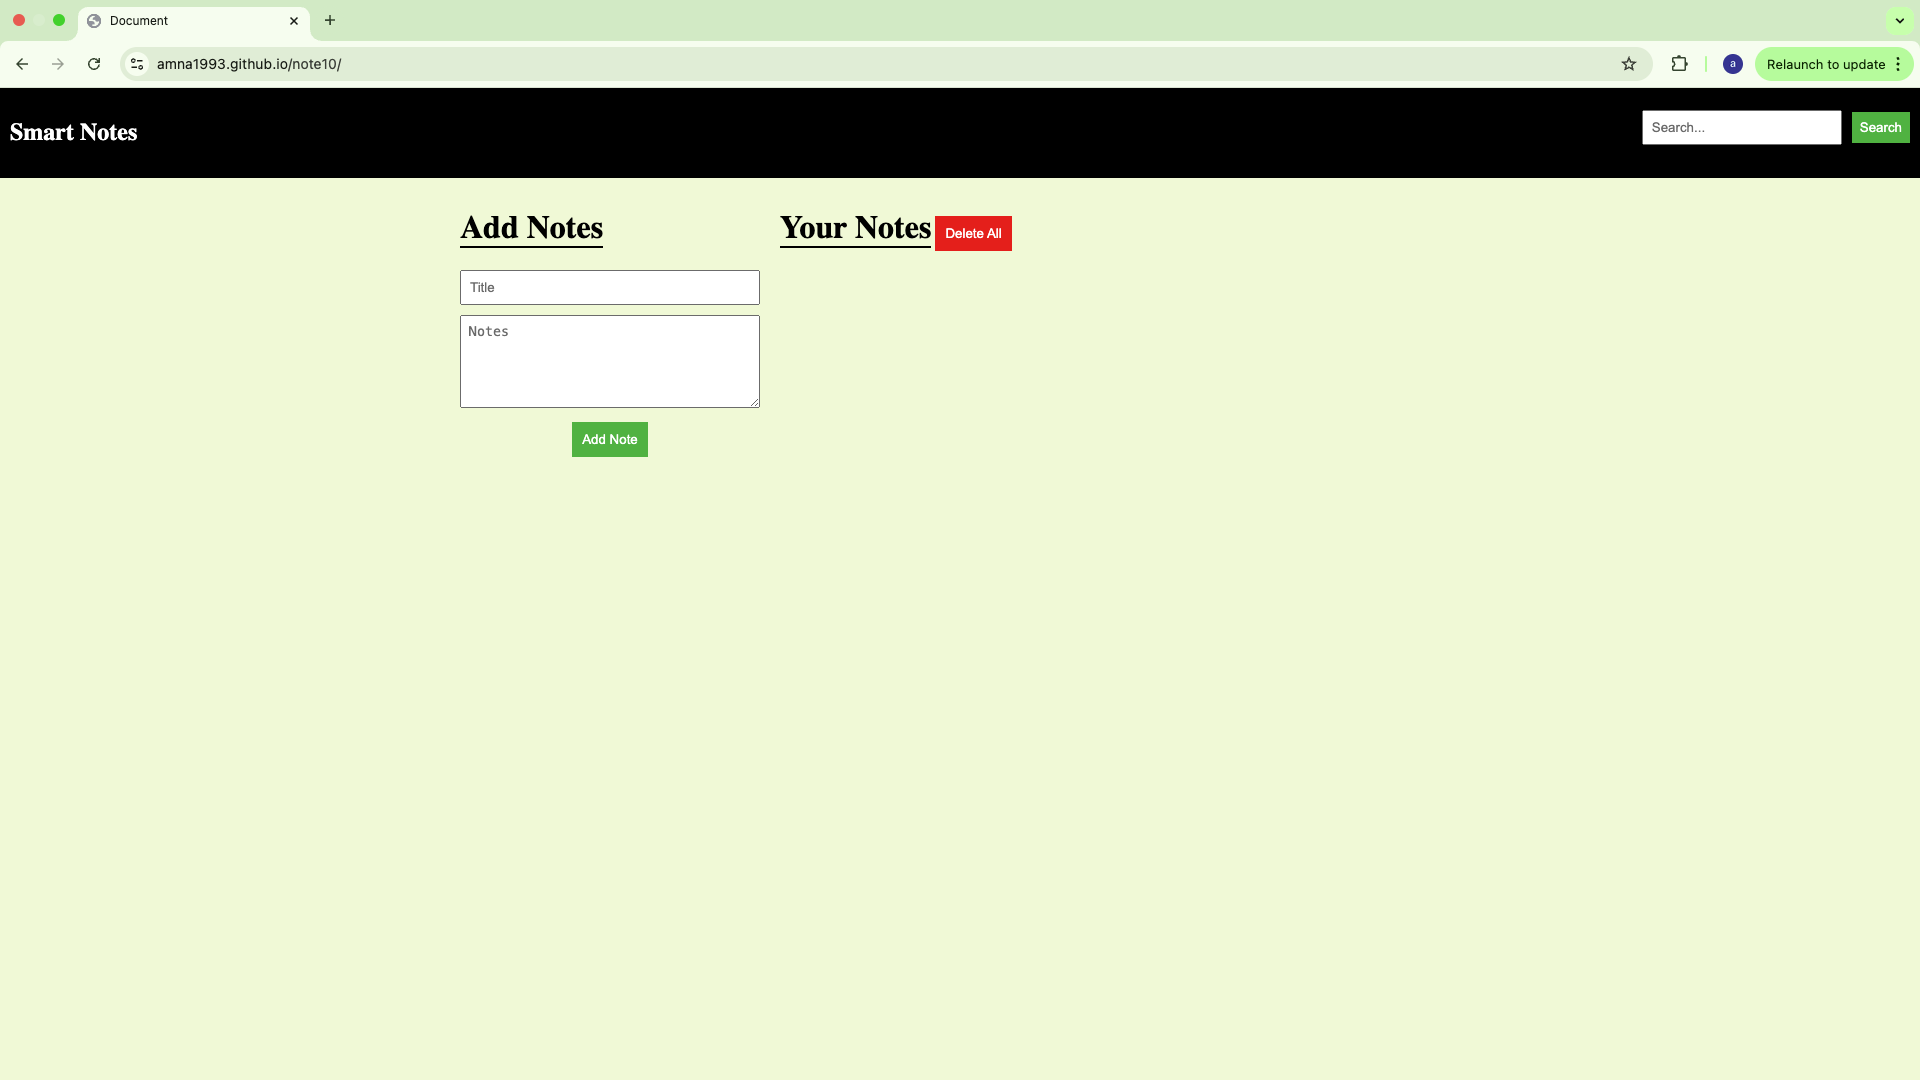 Document
amna1993.github.io/note10/
a
Relaunch to update
Smart Notes
Search...
Search
Add Notes
Your Notes
Delete All
Title
Notes
Add Note